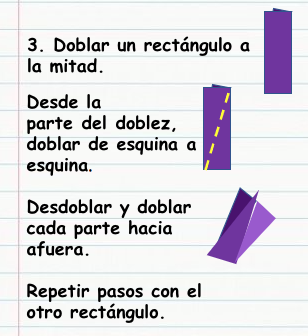 3. Doblar un rectángulo a
la mitad.
Desde la
parte del doblez,
doblar de esquina a
esquina.
Desdoblar y doblar
cada parte hacia
afuera.
Repetir pasos con el
otro rectángulo.